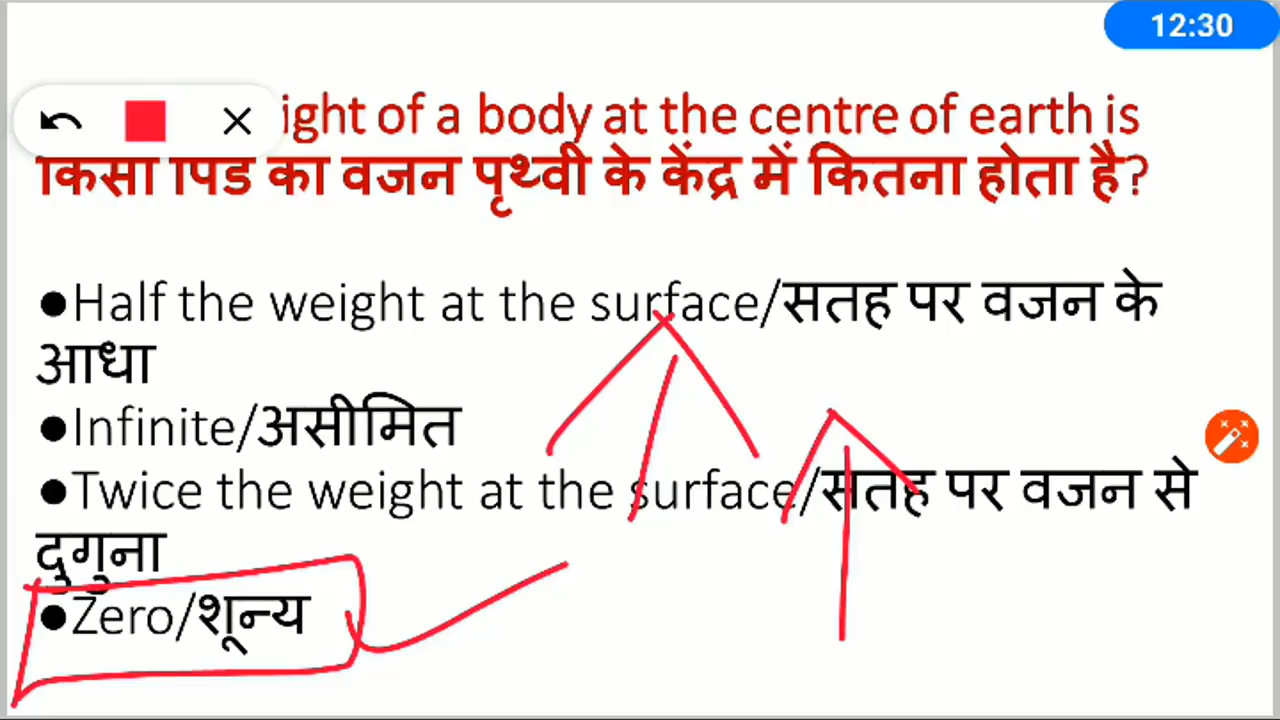 12:30
ight of a body at the centre of earth is
किसी पिंड का वजन पृथ्वी के केंद्र में कितना होता है?
●Half the weight at the surface/सतह पर वजन के
आधा
●Infinite/असीमित
●Twice the weight at the surface/सतह पर वजन से
दुगुना
●Zero/शून्य